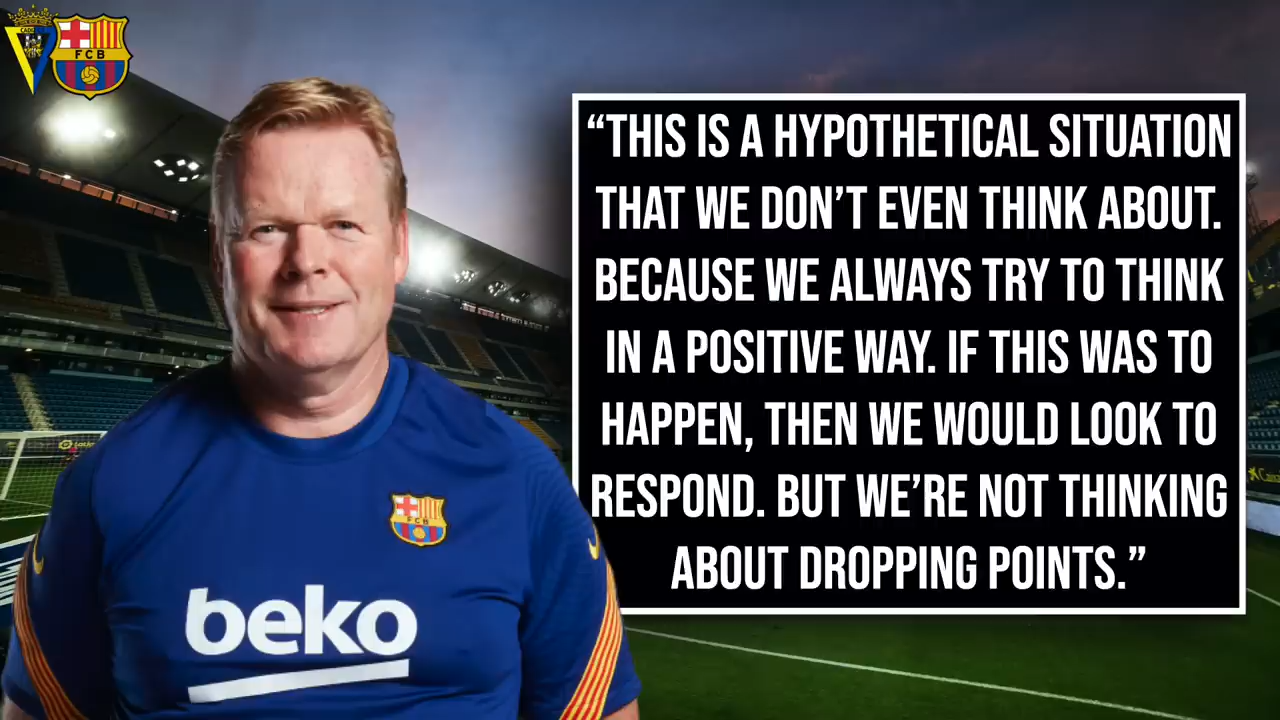 FCB
“THIS IS A HYPOTHETICAL SITUATION
THAT WE DON’T EVEN THINK ABOUT.
BECAUSE WE ALWAYS TRY TO THINK
IN A POSITIVE WAY. IF THIS WAS TO
HAPPEN, THEN WE WOULD LOOK TO
RESPOND. BUT WE’RE NOT THINKING
ABOUT DROPPING POINTS.”
FCB
beko